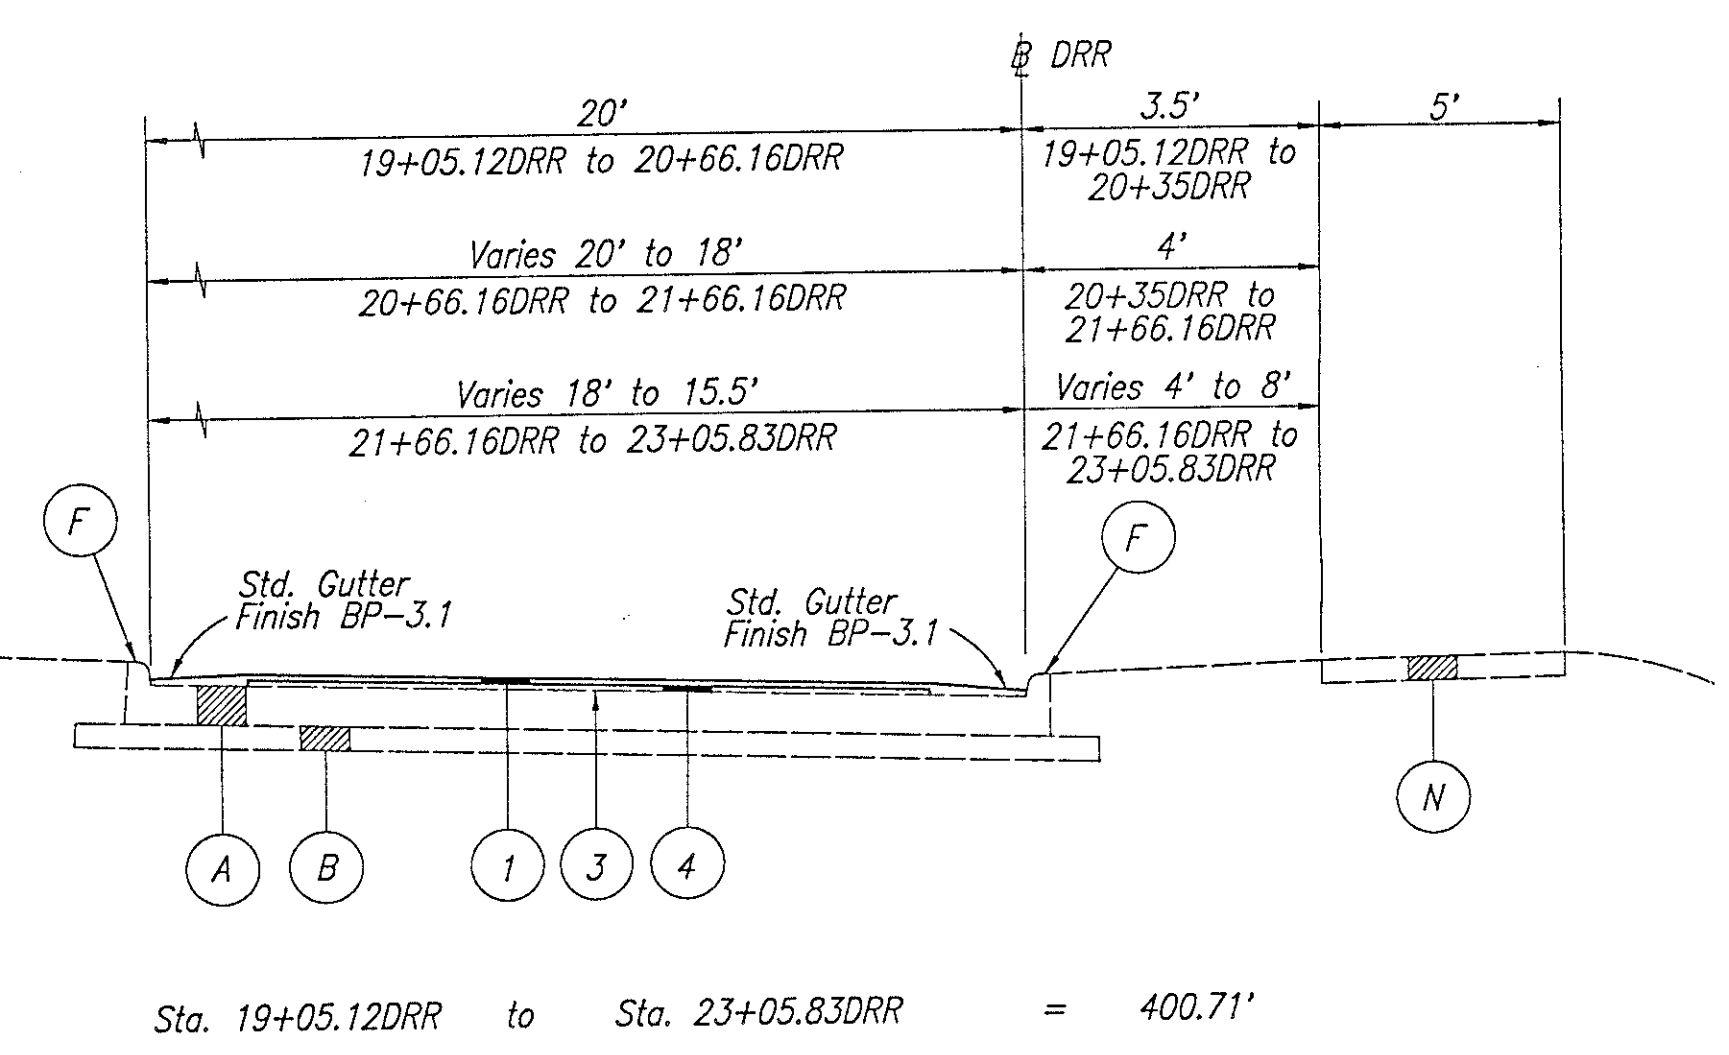 ℄ DRR
20'
3.5'
5'
19+05.12DRR to 20+66.16DRR
19+05.12DRR to
20+35DRR
Varies 20' to 18'
4'
20+66.16DRR to 21+66.16DRR
20+35DRR to
21+66.16DRR
Varies 18' to 15.5'
Varies 4' to 8'
21+66.16DRR to 23+05.83DRR
21+66.16DRR to
23+05.83DRR
F
F
Std. Gutter
Finish BP-3.1
Std. Gutter
Finish BP-3.1
N
A
B
1
3
4
Sta. 19+05.12DRR to Sta. 23+05.83DRR = 400.71'